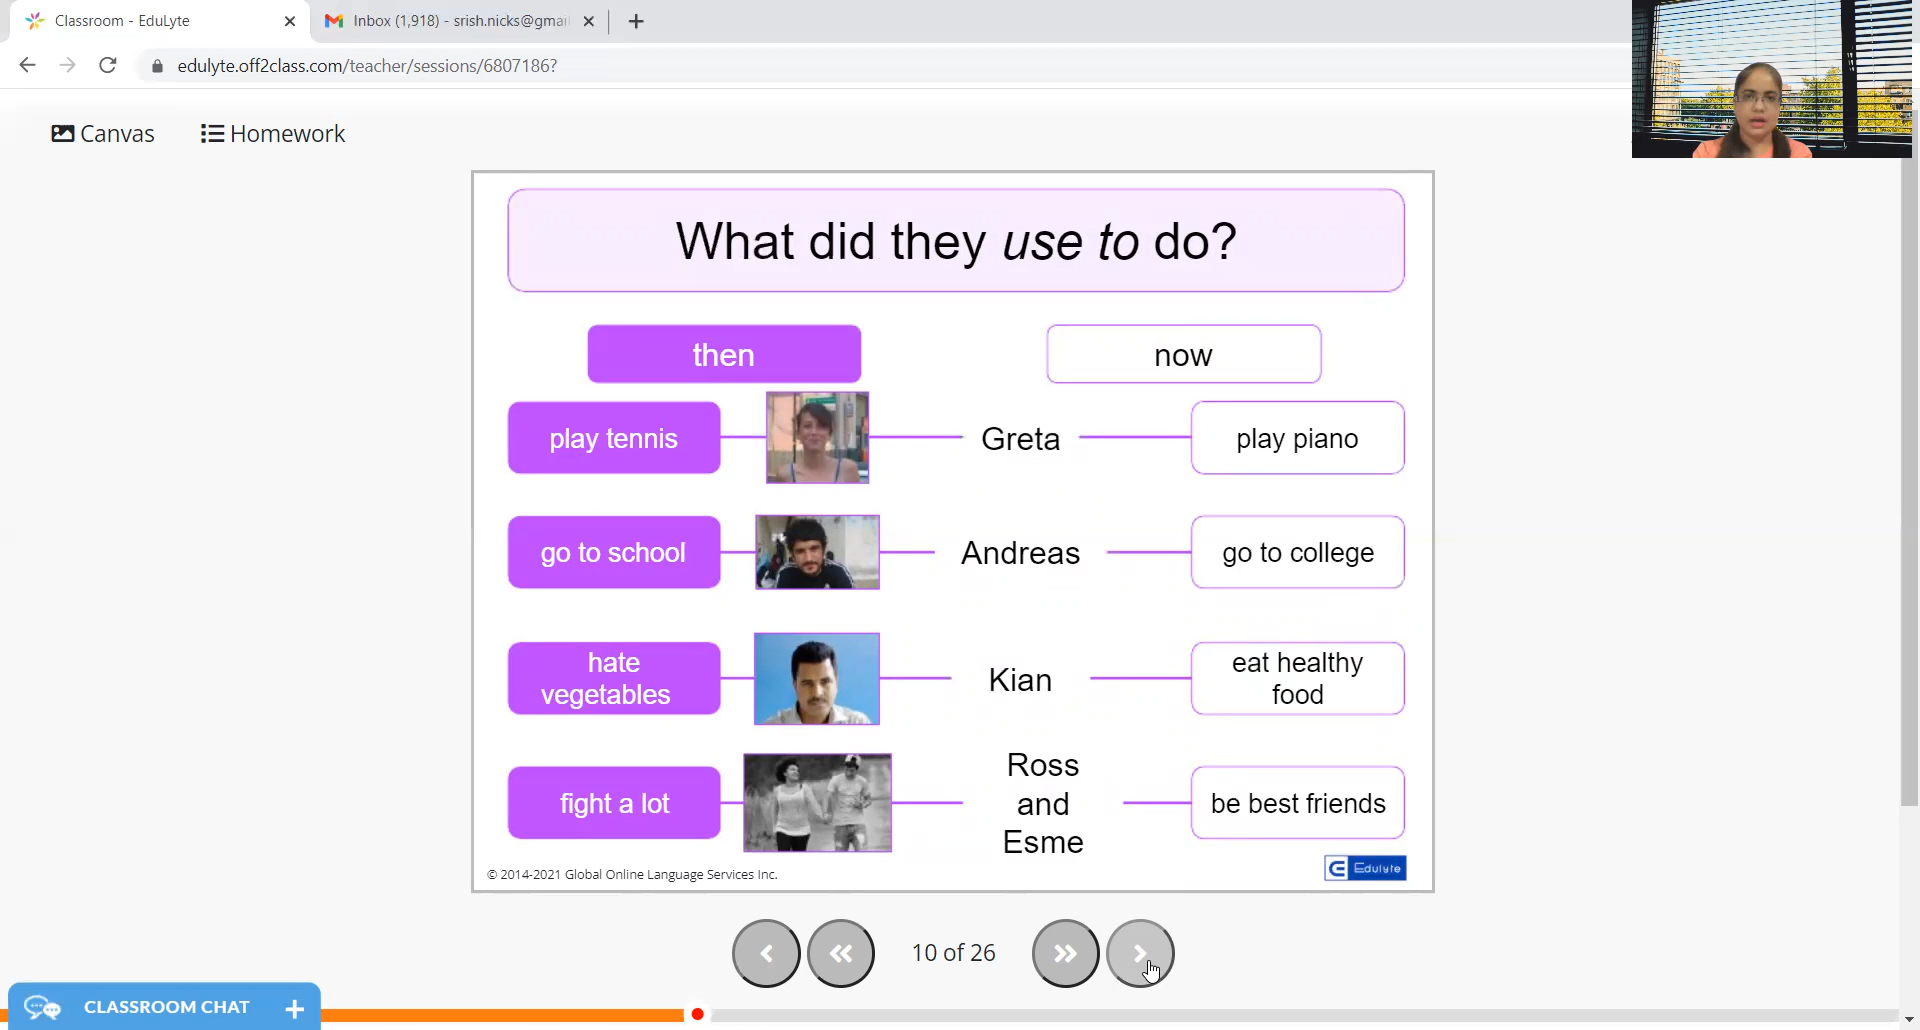 Classroom - EduLyte
Inbox (1,918) - srish.nicks@gmai
edulyte.off2class.com/teacher/sessions/6807186?
Canvas
Homework
What did they use to do?
then
now
play tennis
Greta
play piano
go to school
Andreas
go to college
hate
vegetables
Kian
eat healthy
food
fight a lot
Ross
and
Esme
be best friends
© 2014-2021 Global Online Language Services Inc.
Edulyte
10 of 26
CLASSROOM CHAT